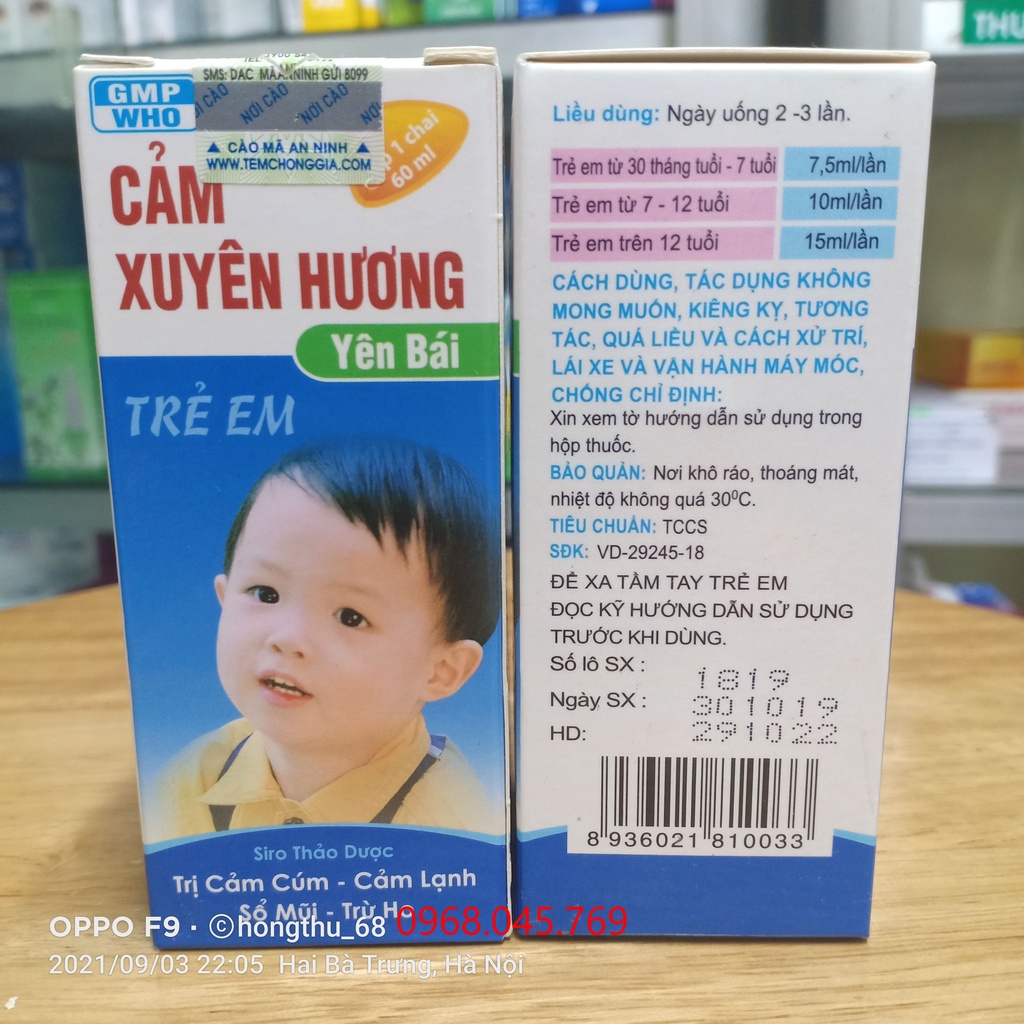 SMS: DAC MÃ AN NINH GỬI 8099
NƠI CÀO NƠI CÀO NƠI CÀO
▲ CÀO MÃ AN NINH ▲
WWW.TEMCHONGGIA.COM
GMP
WHO
1 chai
60 ml
CẢM
XUYÊN HƯƠNG
Yên Bái
TRẺ EM
Siro Thảo Dược
Trị Cảm Cúm - Cảm Lạnh
Sổ Mũi - Trừ Ho
Liều dùng: Ngày uống 2 -3 lần.
Trẻ em từ 30 tháng tuổi - 7 tuổi 7,5ml/lần
Trẻ em từ 7 - 12 tuổi 10ml/lần
Trẻ em trên 12 tuổi 15ml/lần
CÁCH DÙNG, TÁC DỤNG KHÔNG
MONG MUỐN, KIÊNG KỴ, TƯƠNG
TÁC, QUÁ LIỀU VÀ CÁCH XỬ TRÍ,
LÁI XE VÀ VẬN HÀNH MÁY MÓC,
CHỐNG CHỈ ĐỊNH:
Xin xem tờ hướng dẫn sử dụng trong
hộp thuốc.
BẢO QUẢN: Nơi khô ráo, thoáng mát,
nhiệt độ không quá 30⁰C.
TIÊU CHUẨN: TCCS
SĐK: VD-29245-18
ĐỂ XA TẦM TAY TRẺ EM
ĐỌC KỸ HƯỚNG DẪN SỬ DỤNG
TRƯỚC KHI DÙNG.
Số lô SX : 1819
Ngày SX : 301019
HD: 291022
8 936021 810033
THU
0968.045.769
OPPO F9 · ©hongthu_68
2021/09/03 22:05 Hai Bà Trưng, Hà Nội